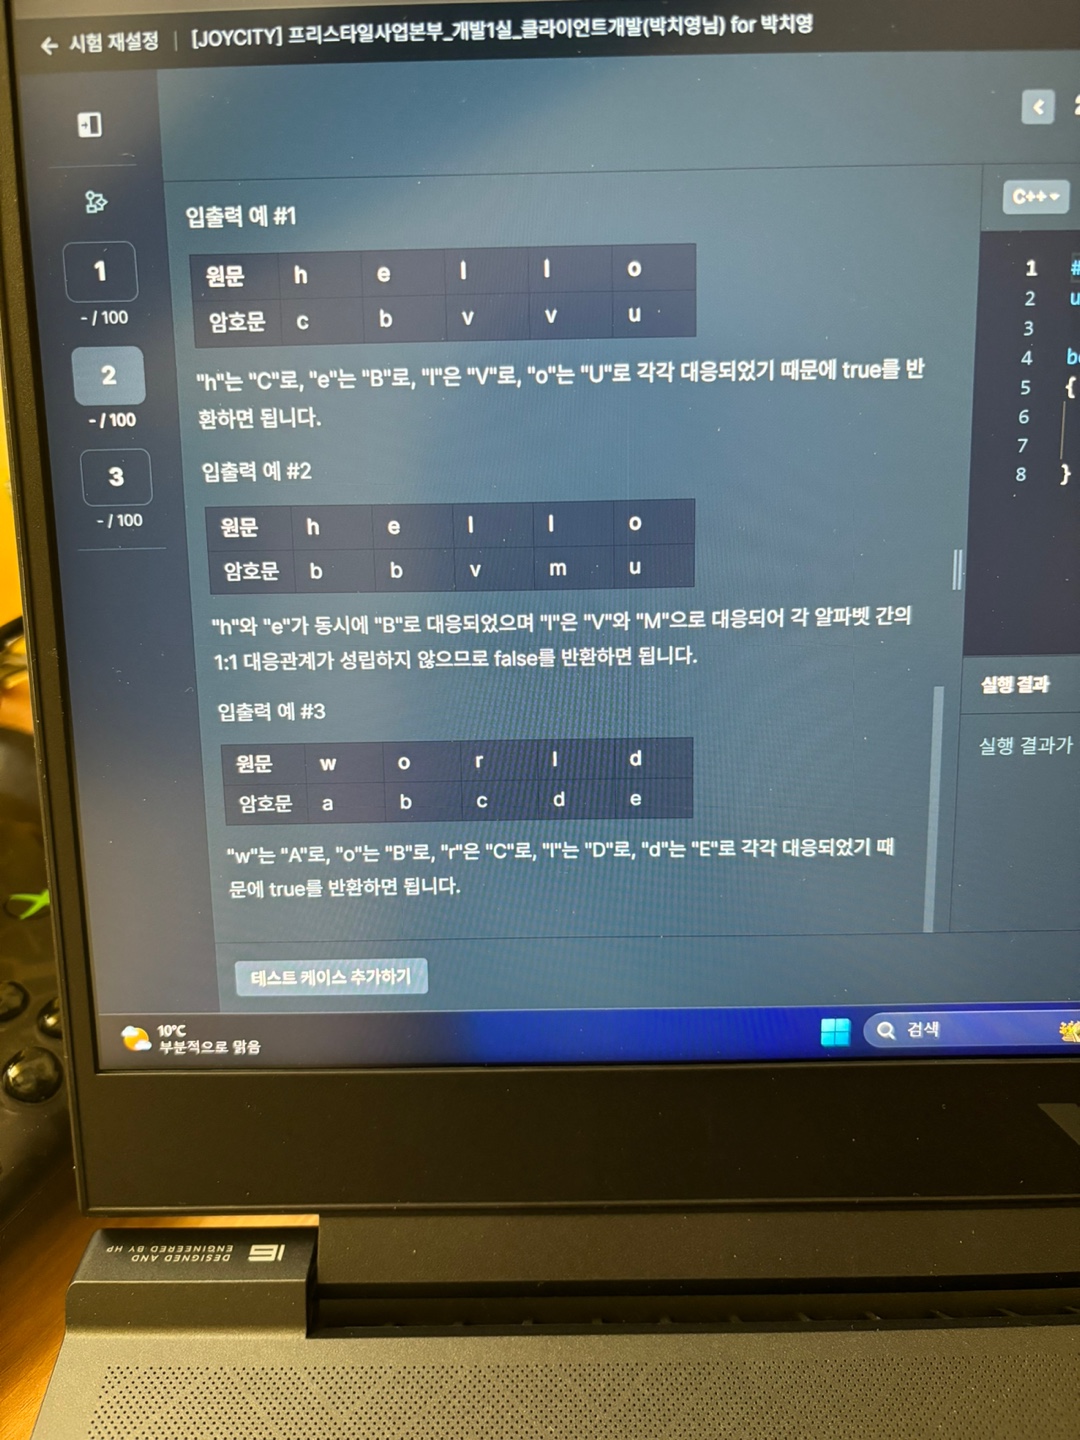 ← 시험 재설정 | [JOYCITY] 프리스타일사업본부_개발1실_클라이언트개발(박치영님) for 박치영
1
- / 100
2
- / 100
3
- / 100
입출력 예 #1
원문 h e l l o
암호문 c b v v u
"h"는 "C"로, "e"는 "B"로, "l"은 "V"로, "o"는 "U"로 각각 대응되었기 때문에 true를 반
환하면 됩니다.
입출력 예 #2
원문 h e l l o
암호문 b b v m u
"h"와 "e"가 동시에 "B"로 대응되었으며 "l"은 "V"와 "M"으로 대응되어 각 알파벳 간의
1:1 대응관계가 성립하지 않으므로 false를 반환하면 됩니다.
입출력 예 #3
원문 w o r l d
암호문 a b c d e
"w"는 "A"로, "o"는 "B"로, "r"은 "C"로, "l"는 "D"로, "d"는 "E"로 각각 대응되었기 때
문에 true를 반환하면 됩니다.
테스트 케이스 추가하기
C++
1 #
2 u
3
4 bo
5 {
6
7
8 }
실행 결과
실행 결과가
10°C
부분적으로 맑음
검색
DESIGNED AND
ENGINEERED BY HP